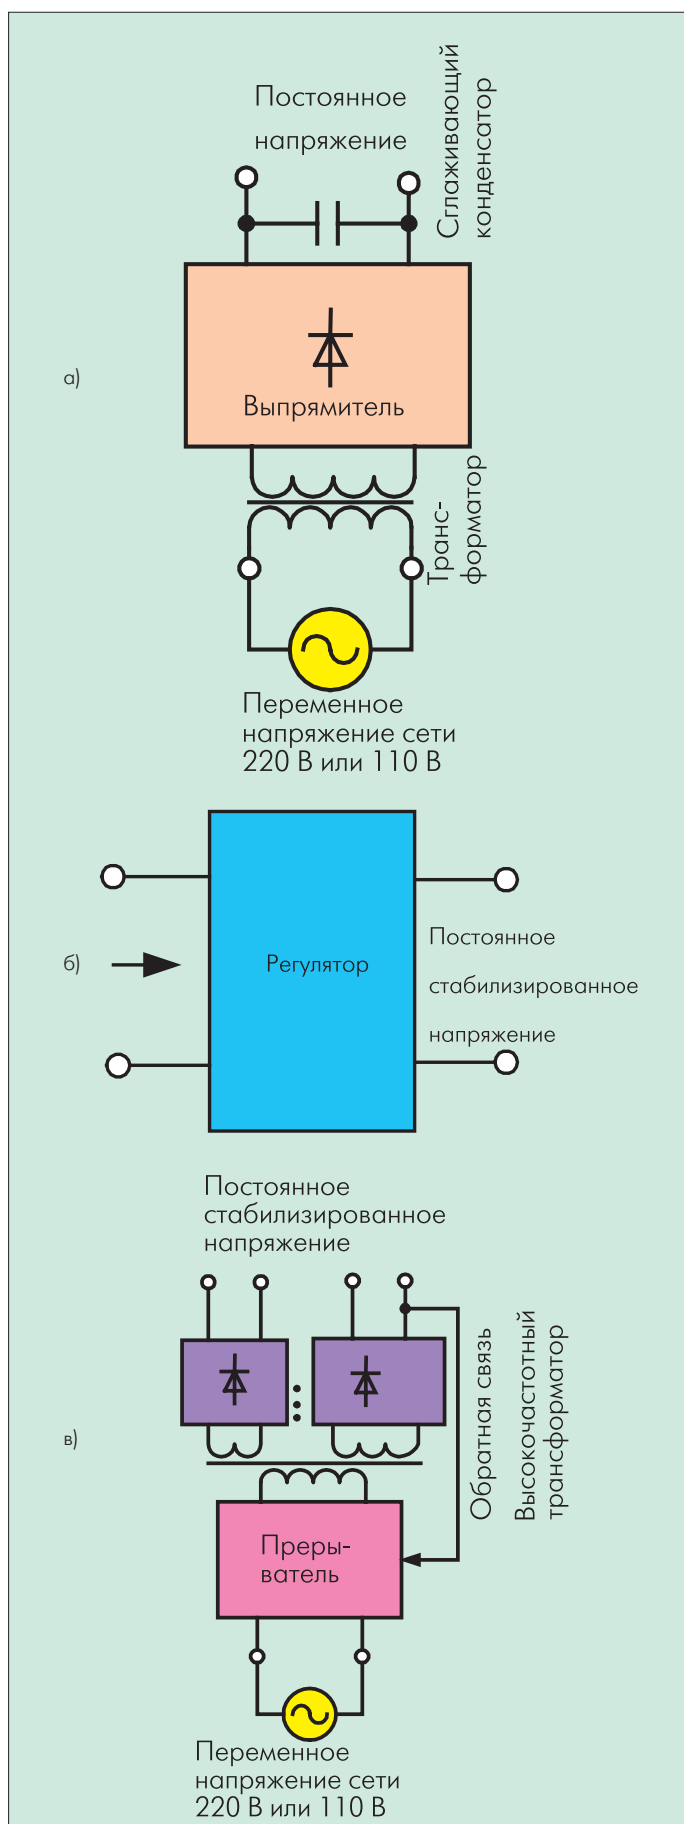 Постоянное
напряжение
Сглаживающий
конденсатор
а)
Выпрямитель
Транс-
форматор
Переменное
напряжение сети
220 В или 110 В
б)
Регулятор
Постоянное
стабилизированное
напряжение
Постоянное
стабилизированное
напряжение
в)
Обратная связь
Высокочастотный
трансформатор
Преры-
ватель
Переменное
напряжение сети
220 В или 110 В